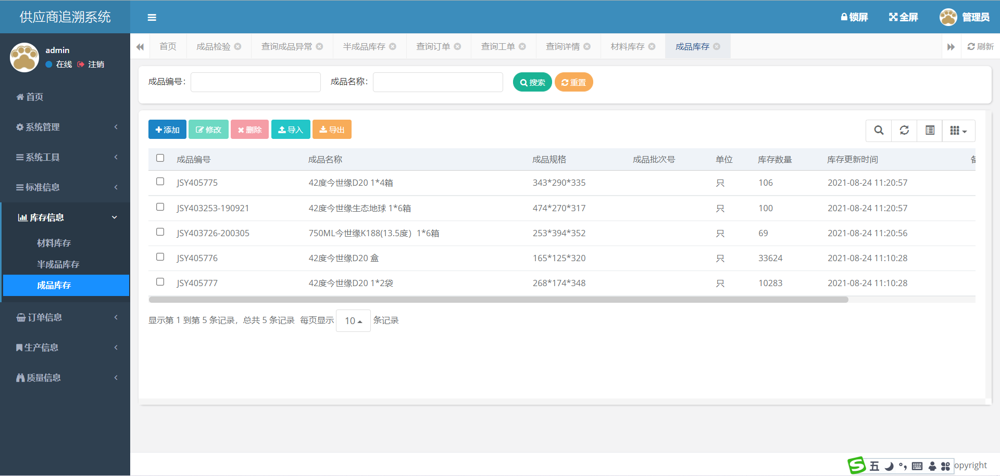 供应商追溯系统
锁屏 全屏 管理员
admin
在线 注销
首页 成品检验 查询成品异常 半成品库存 查询订单 查询工单 查询详情 材料库存 成品库存 刷新
首页
系统管理
系统工具
标准信息
库存信息
材料库存
半成品库存
成品库存
订单信息
生产信息
质量信息
成品编号： 成品名称： 搜索 重置
添加 修改 删除 导入 导出
成品编号 成品名称 成品规格 成品批次号 单位 库存数量 库存更新时间
JSY405775 42度今世缘D20 1*4箱 343*290*335 只 106 2021-08-24 11:20:57
JSY403253-190921 42度今世缘生态地球 1*6箱 474*270*317 只 100 2021-08-24 11:20:57
JSY403726-200305 750ML今世缘K188(13.5度）1*6箱 253*394*352 只 69 2021-08-24 11:20:56
JSY405776 42度今世缘D20 盒 165*125*320 只 33624 2021-08-24 11:10:28
JSY405777 42度今世缘D20 1*2袋 268*174*348 只 10283 2021-08-24 11:10:28
显示第 1 到第 5 条记录，总共 5 条记录 每页显示 10 条记录
五 opyright